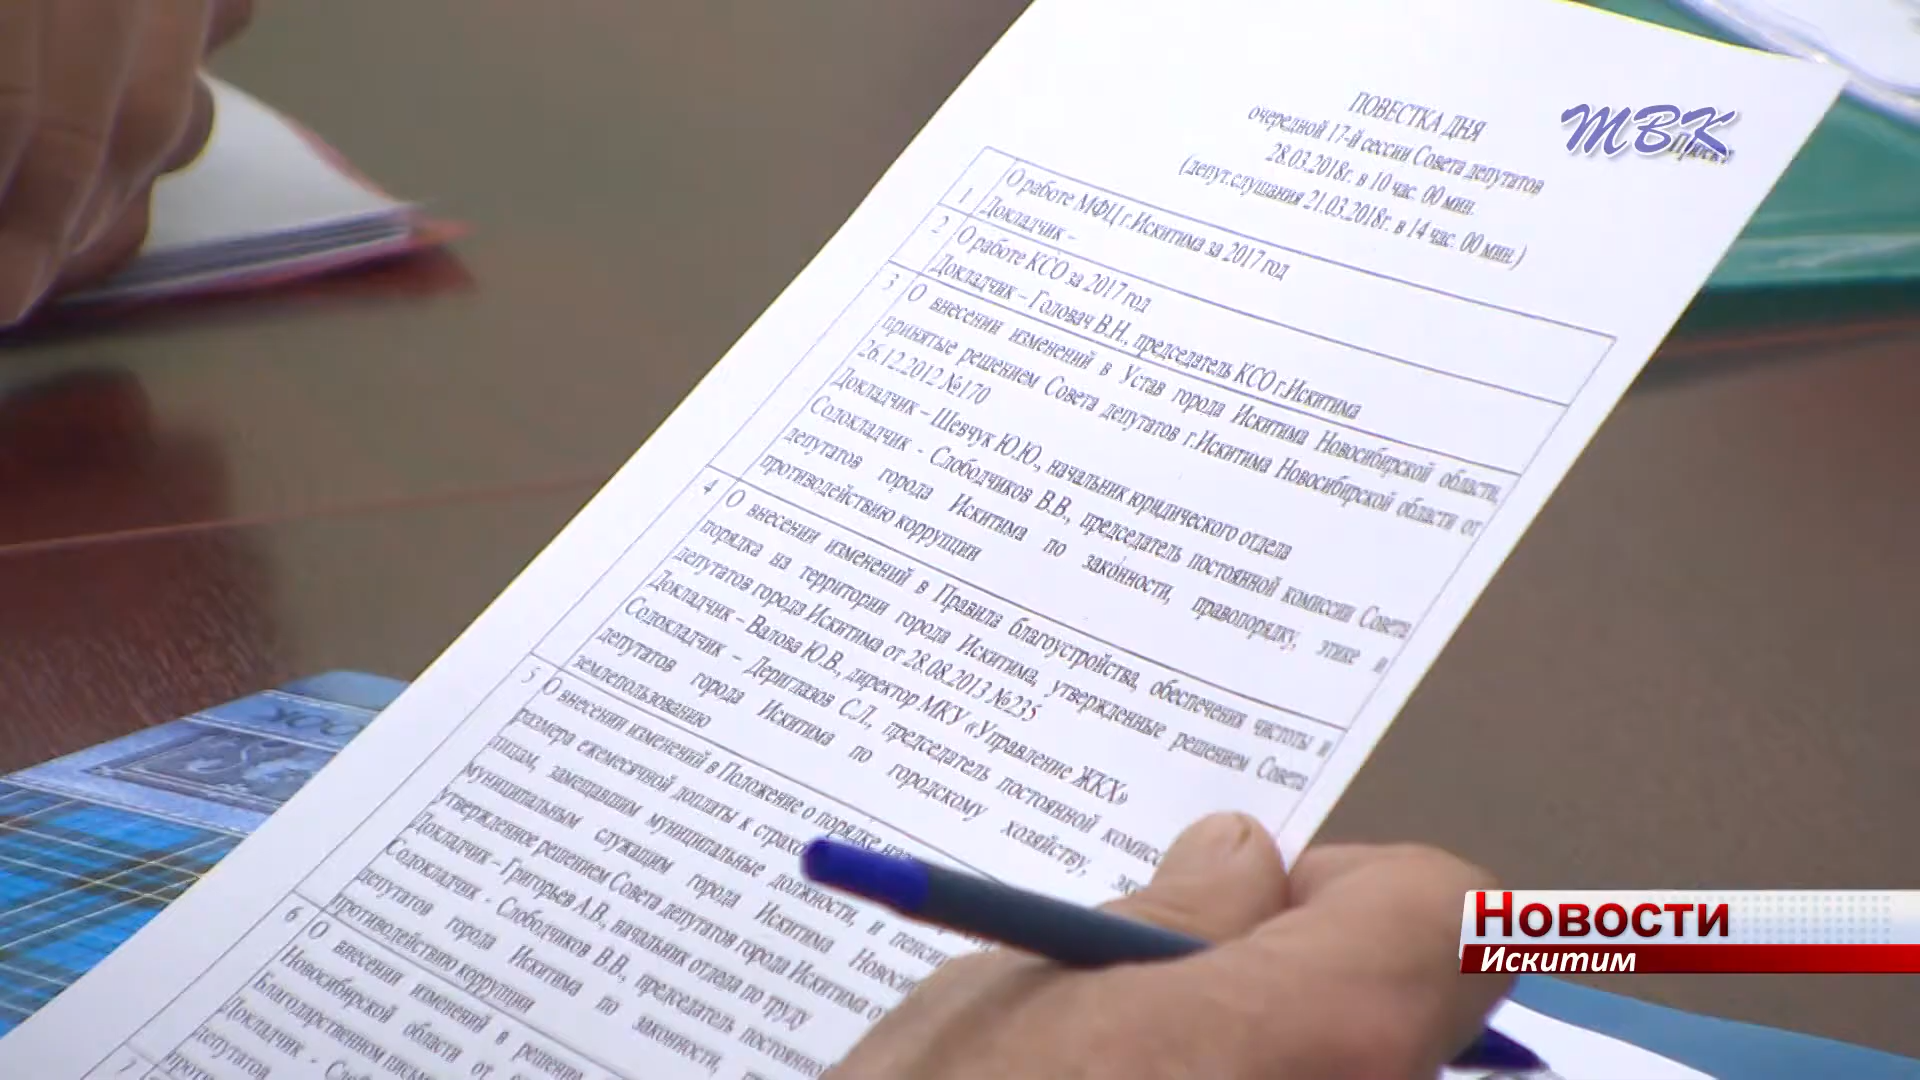 ТВК
Проект
ПОВЕСТКА ДНЯ
очередной 17-й сессии Совета депутатов
28.03.2018г. в 10 час. 00 мин.
(депут.слушания 21.03.2018г. в 14 час. 00 мин.)
1 О работе МФЦ г.Искитима за 2017 год
Докладчик –
2 О работе КСО за 2017 год
Докладчик – Головач В.Н., председатель КСО г.Искитима
3 О внесении изменений в Устав города Искитима Новосибирской области,
принятые решением Совета депутатов г.Искитима Новосибирской области от
26.12.2012 №170
Докладчик – Шевчук Ю.Ю., начальник юридического отдела
Содокладчик - Слободчиков В.В., председатель постоянной комиссии Совета
депутатов города Искитима по законности, правопорядку, этике и
противодействию коррупции
4 О внесении изменений в Правила благоустройства, обеспечения чистоты и
порядка на территории города Искитима, утвержденные решением Совета
депутатов города Искитима от 28.08.2013 №235
Докладчик – Валова Ю.В., директор МКУ «Управление ЖКХ»
Содокладчик – Дериглазов С.Л., председатель постоянной
депутатов города Искитима по городскому хозяйству,
землепользованию
5 О внесении изменений в Положение о порядке
размера ежемесячной доплаты к
лицам, замещавшим муниципальные должности, и
муниципальным служащим города Искитима
утвержденное решением Совета депутатов города Искитима
Докладчик – Григорьев А.В., начальник отдела по труду
Содокладчик - Слободчиков В.В., председатель
депутатов города Искитима по законности,
противодействию коррупции
6 О внесении изменений в решение
Новосибирской области от
Благодарственном
Докладчик -
депутатов
7
Новости
Искитим